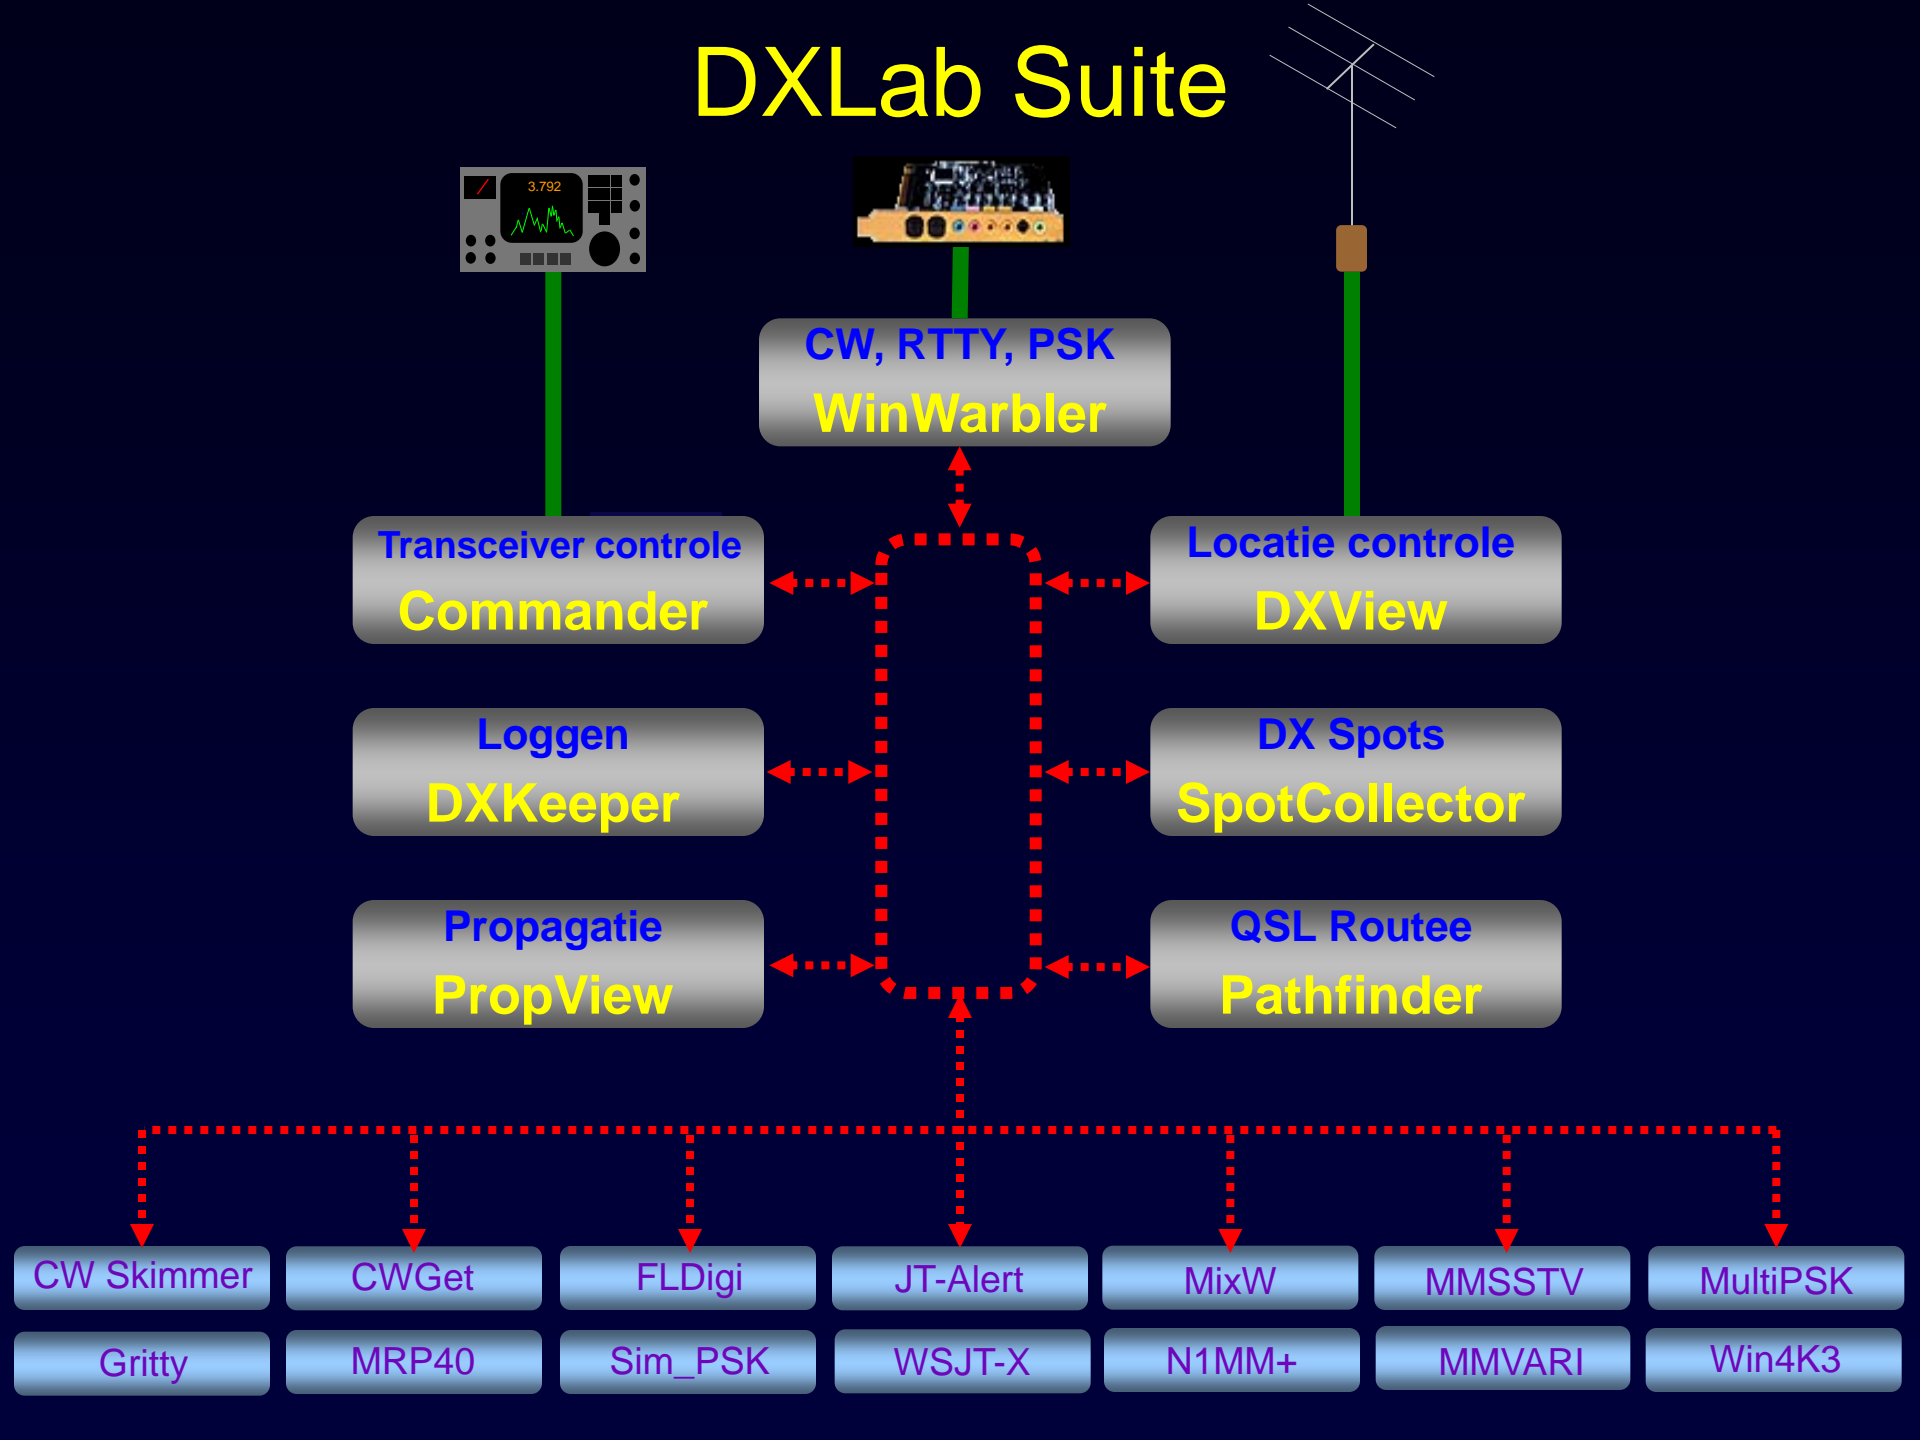 DXLab Suite
3.792
CW, RTTY, PSK
WinWarbler
Transceiver controle
Commander
Locatie controle
DXView
Loggen
DXKeeper
DX Spots
SpotCollector
Propagatie
PropView
QSL Routee
Pathfinder
CW Skimmer
CWGet
FLDigi
JT-Alert
MixW
MMSSTV
MultiPSK
Gritty
MRP40
Sim_PSK
WSJT-X
N1MM+
MMVARI
Win4K3